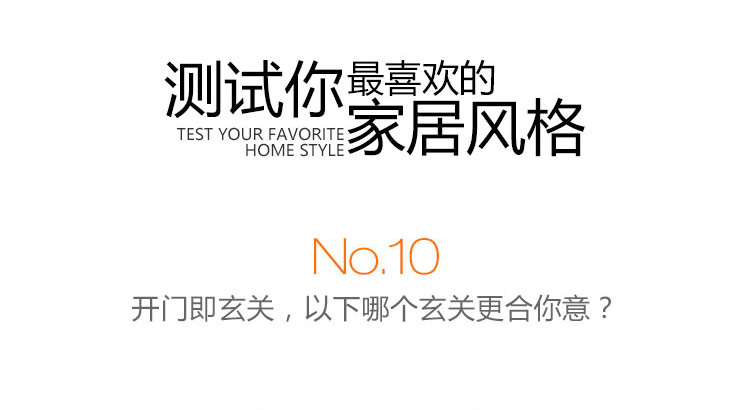 测试你最喜欢的
家居风格
TEST YOUR FAVORITE
HOME STYLE
No.10
开门即玄关，以下哪个玄关更合你意？